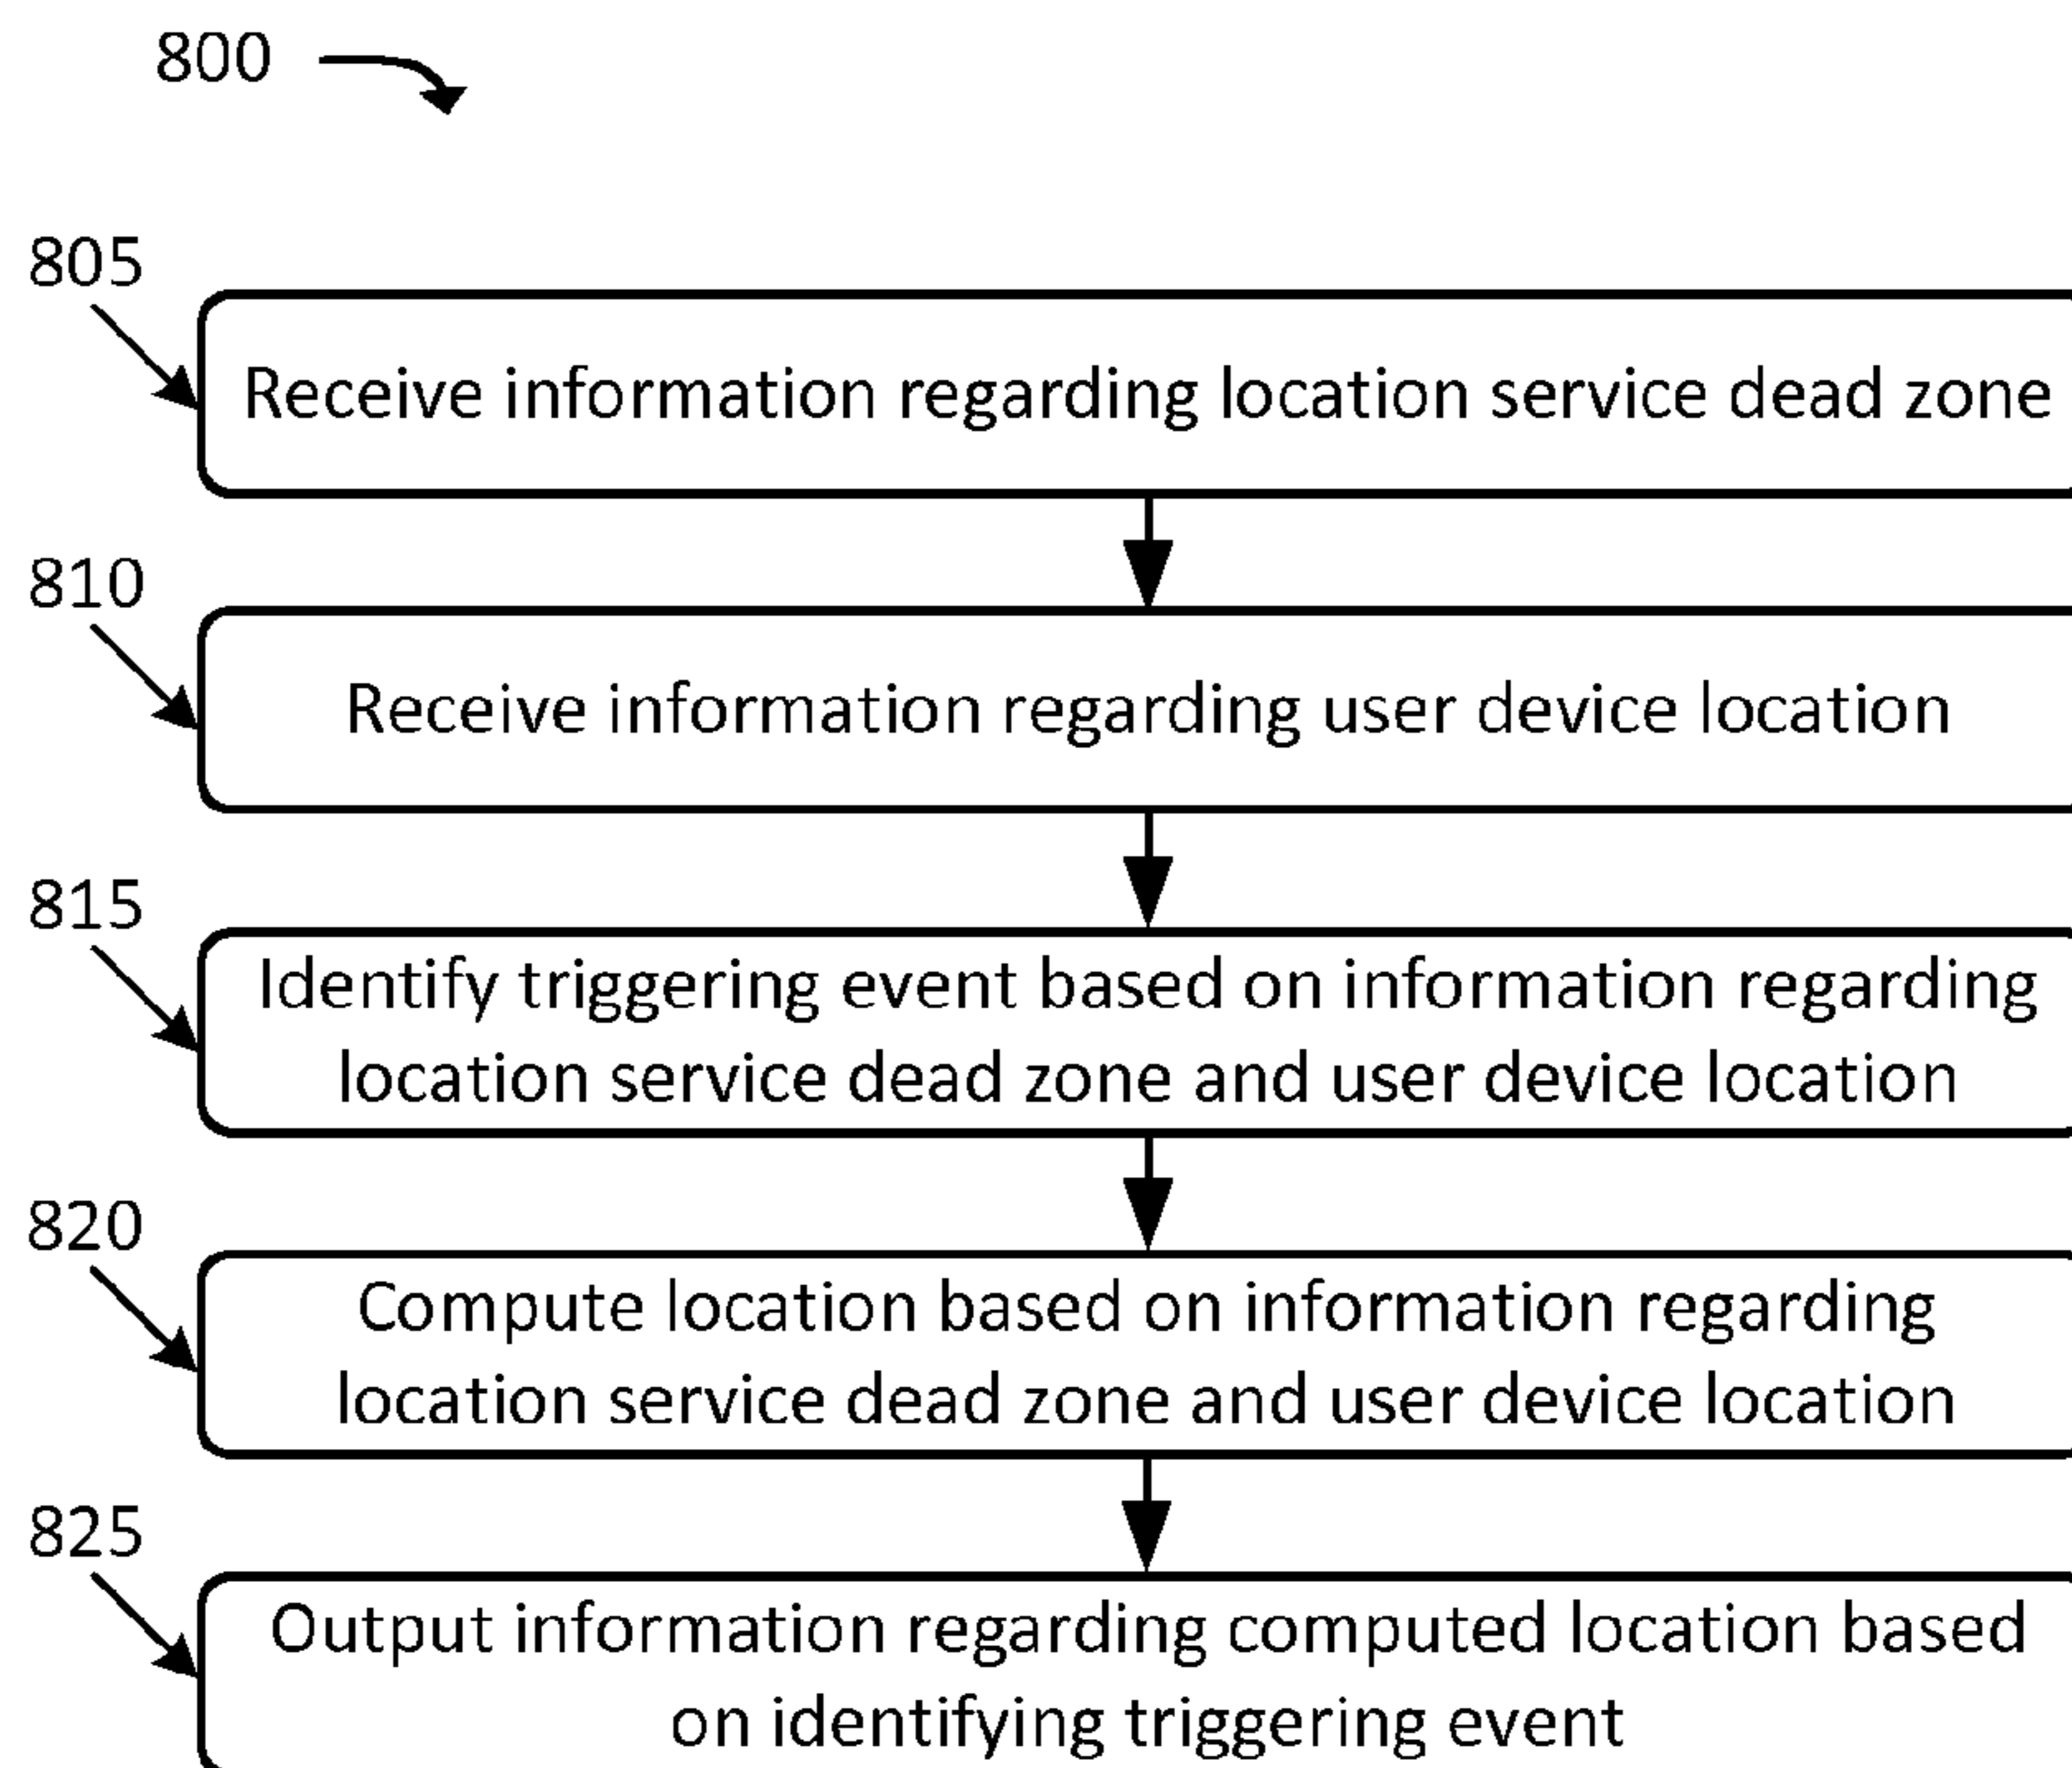 800
805
Receive information regarding location service dead zone
810
Receive information regarding user device location
815
Identify triggering event based on information regarding
location service dead zone and user device location
820
Compute location based on information regarding
location service dead zone and user device location
825
Output information regarding computed location based
on identifying triggering event